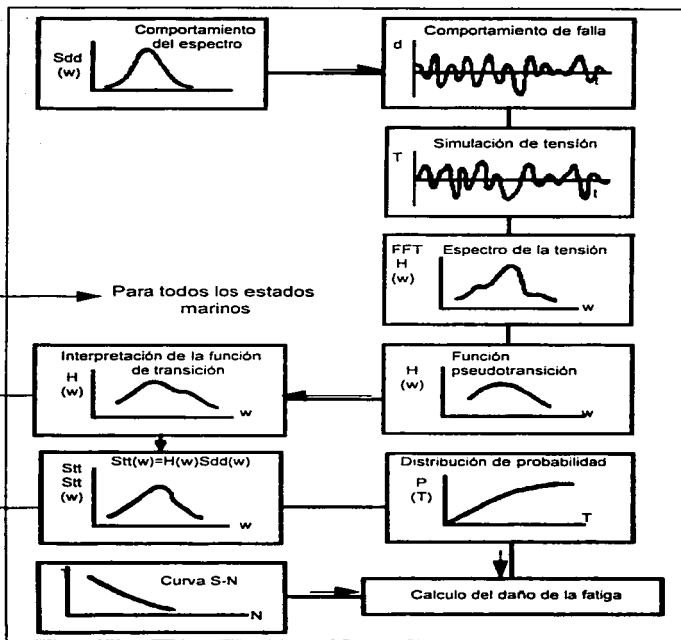 Comportamiento
del espectro
Sdd
(w)
Comportamiento de falla
d
t
Simulación de tensión
T
t
FFT
H
(w)
Espectro de la tensión
w
Para todos los estados
marinos
Interpretación de la función
de transición
H
(w)
w
Función
pseudotransición
H
(w)
w
Stt
Stt
(w)
Stt(w)=H(w)Sdd(w)
w
Distribución de probabilidad
P
(T)
T
Curva S-N
N
Calculo del daño de la fatiga